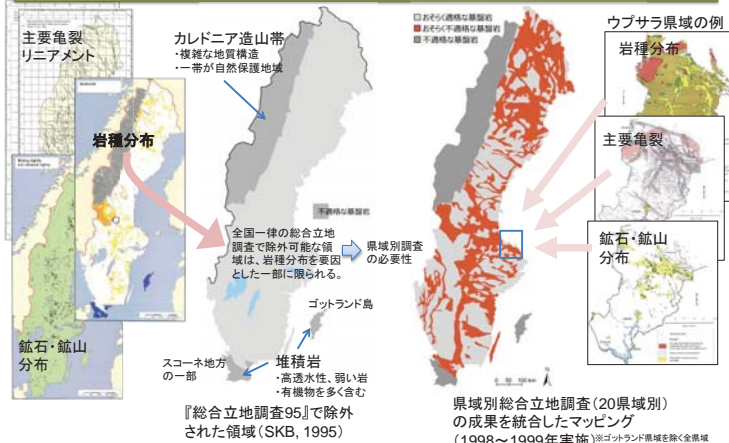 主要亀裂
リニアメント
岩種分布
鉱石・鉱山
分布
カレドニア造山帯
・複雑な地質構造
・一帯が自然保護地域
不適格な基盤岩
全国一律の総合立地
調査で除外可能な領
域は、岩種分布を要因
とした一部に限られる。
県域別調査
の必要性
ゴットランド島
スコーネ地方
の一部
堆積岩
・高透水性、弱い岩
・有機物を多く含む
『総合立地調査95』で除外
された領域(SKB, 1995)
おそらく適格な基盤岩
おそらく不適格な基盤岩
不適格な基盤岩
0 50 100 km
N
県域別総合立地調査(20県域別)
の成果を統合したマッピング
(1998~1999年実施)※ゴットランド県域を除く全県域
ウプサラ県域の例
岩種分布
主要亀裂
鉱石・鉱山
分布